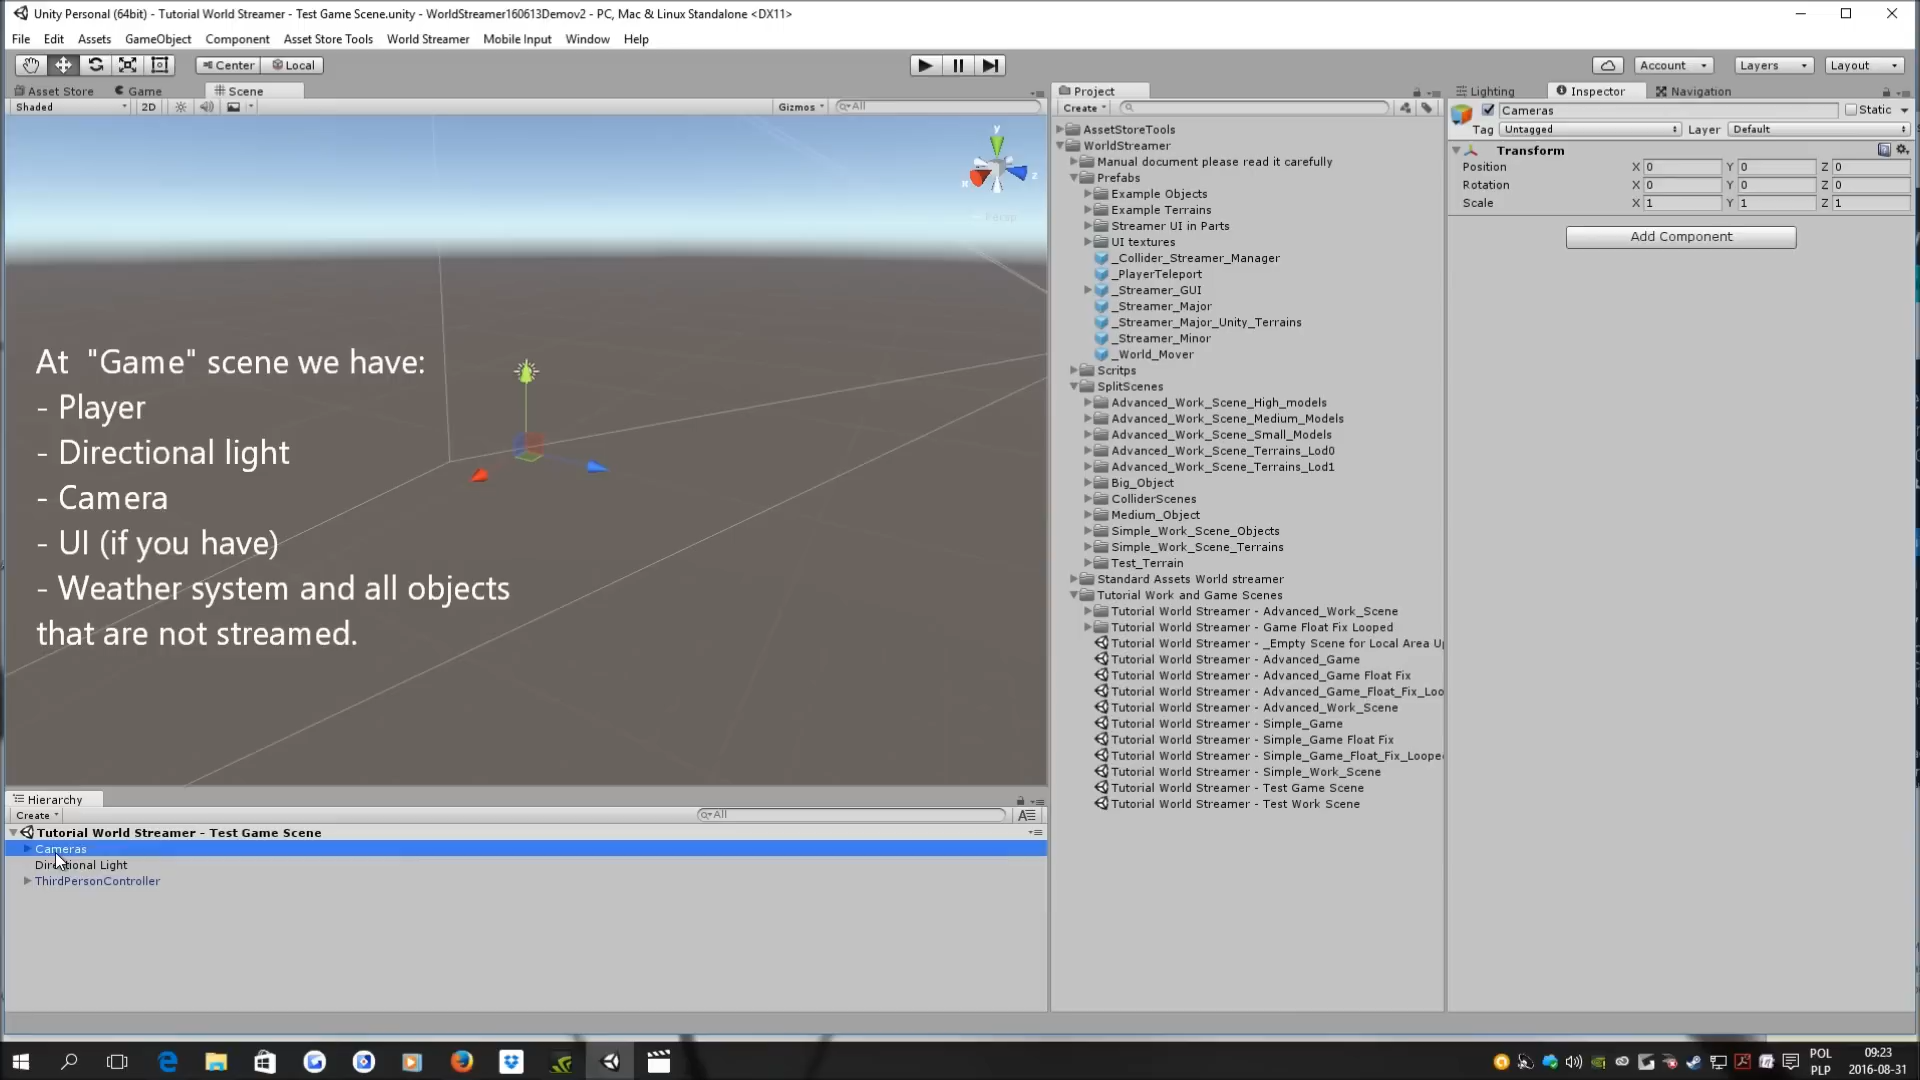 Unity Personal (64bit) - Tutorial World Streamer - Test Game Scene.unity - WorldStreamer160613Demov2 - PC, Mac & Linux Standalone <DX11>
File Edit Assets GameObject Component Asset Store Tools World Streamer Mobile Input Window Help
Center Local Account Layers Layout
Asset Store Game Scene
Shaded 2D Gizmos All
y
x z
Persp
At "Game" scene we have:
- Player
- Directional light
- Camera
- UI (if you have)
- Weather system and all objects
that are not streamed.
Hierarchy
Create All
Tutorial World Streamer - Test Game Scene
Cameras
Directional Light
ThirdPersonController
Project
Create
AssetStoreTools
WorldStreamer
Manual document please read it carefully
Prefabs
Example Objects
Example Terrains
Streamer UI in Parts
UI textures
_Collider_Streamer_Manager
_PlayerTeleport
_Streamer_GUI
_Streamer_Major
_Streamer_Major_Unity_Terrains
_Streamer_Minor
_World_Mover
Scritps
SplitScenes
Advanced_Work_Scene_High_models
Advanced_Work_Scene_Medium_Models
Advanced_Work_Scene_Small_Models
Advanced_Work_Scene_Terrains_Lod0
Advanced_Work_Scene_Terrains_Lod1
Big_Object
ColliderScenes
Medium_Object
Simple_Work_Scene_Objects
Simple_Work_Scene_Terrains
Test_Terrain
Standard Assets World streamer
Tutorial Work and Game Scenes
Tutorial World Streamer - Advanced_Work_Scene
Tutorial World Streamer - Game Float Fix Looped
Tutorial World Streamer - _Empty Scene for Local Area U
Tutorial World Streamer - Advanced_Game
Tutorial World Streamer - Advanced_Game Float Fix
Tutorial World Streamer - Advanced_Game_Float_Fix_Loo
Tutorial World Streamer - Advanced_Work_Scene
Tutorial World Streamer - Simple_Game
Tutorial World Streamer - Simple_Game Float Fix
Tutorial World Streamer - Simple_Game_Float_Fix_Loope
Tutorial World Streamer - Simple_Work_Scene
Tutorial World Streamer - Test Game Scene
Tutorial World Streamer - Test Work Scene
Lighting Inspector Navigation
Cameras Static
Tag Untagged Layer Default
Transform
Position X 0 Y 0 Z 0
Rotation X 0 Y 0 Z 0
Scale X 1 Y 1 Z 1
Add Component
POL
PLP
09:23
2016-08-31